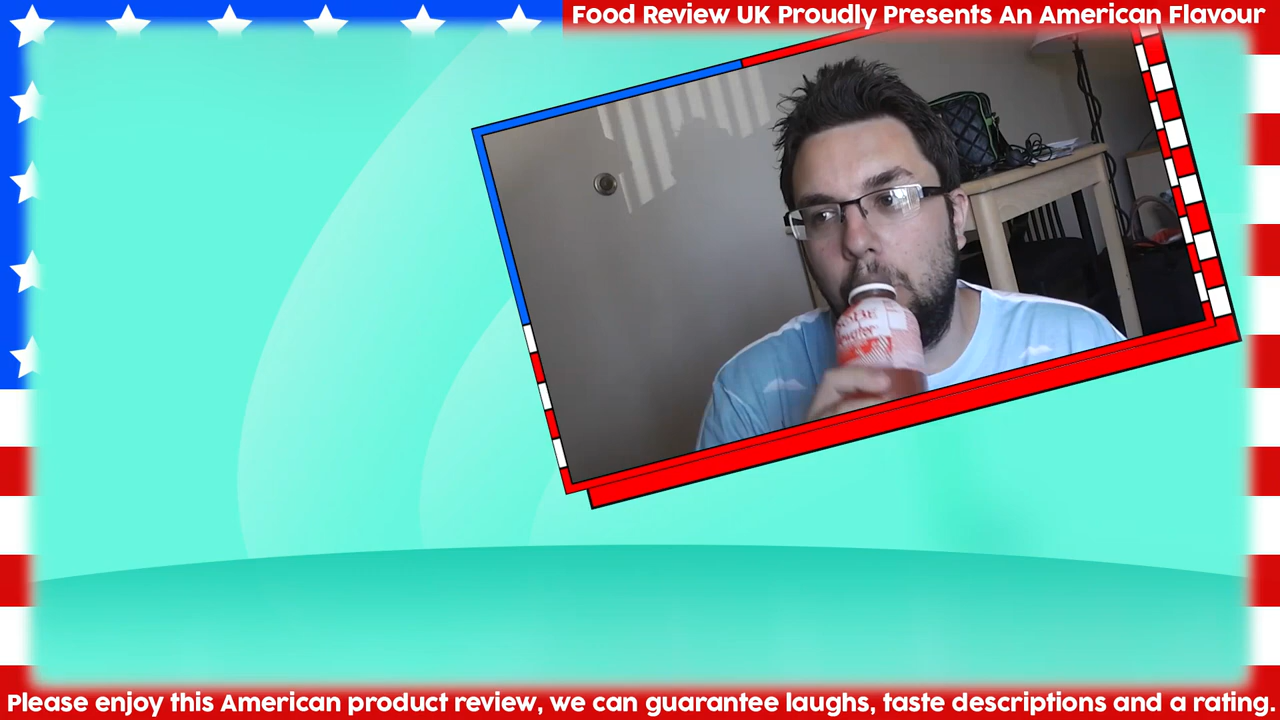 Food Review UK Proudly Presents An American Flavour
Please enjoy this American product review, we can guarantee laughs, taste descriptions and a rating.